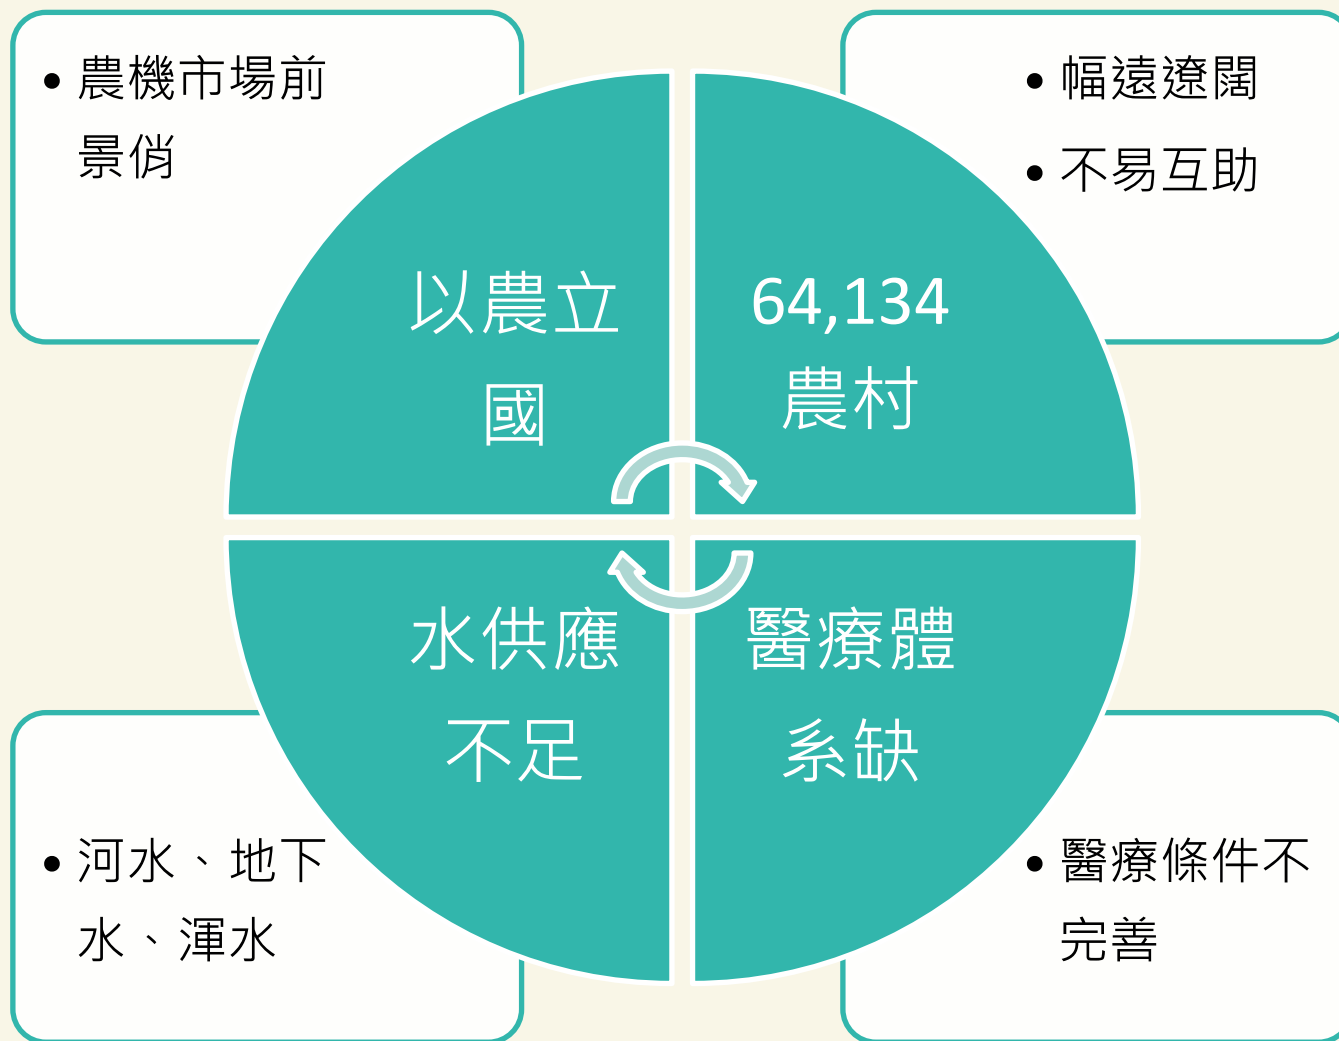 • 農機市場前
景俏
• 幅遠遼闊
• 不易互助
以農立
國
64,134
農村
水供應
不足
醫療體
系缺
• 河水、地下
水、渾水
• 醫療條件不
完善